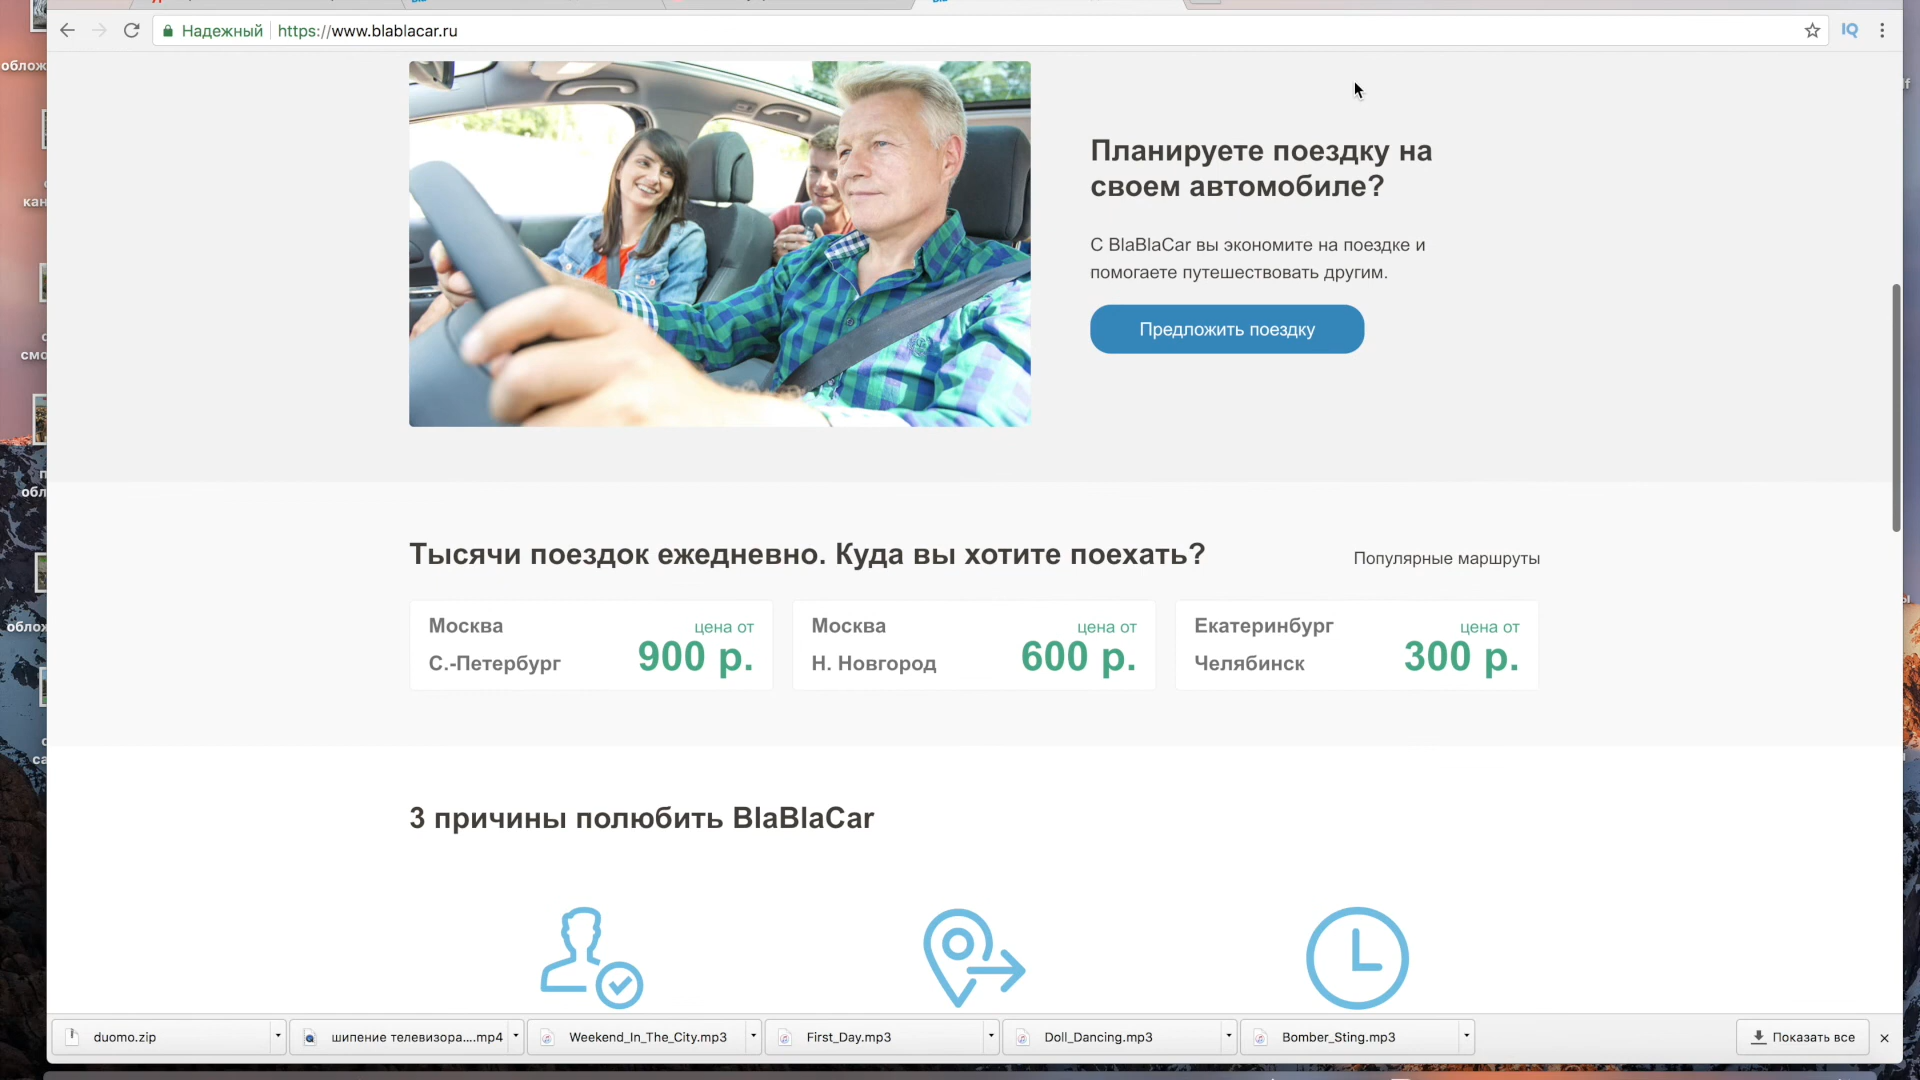 Надежный https://www.blablacar.ru
IQ
Планируете поездку на
своем автомобиле?
С BlaBlaCar вы экономите на поездке и
помогаете путешествовать другим.
Предложить поездку
Тысячи поездок ежедневно. Куда вы хотите поехать?
Популярные маршруты
Москва
С.-Петербург
цена от
900 р.
Москва
Н. Новгород
цена от
600 р.
Екатеринбург
Челябинск
цена от
300 р.
3 причины полюбить BlaBlaCar
duomo.zip
шипение телевизора....mp4
Weekend_In_The_City.mp3
First_Day.mp3
Doll_Dancing.mp3
Bomber_Sting.mp3
Показать все